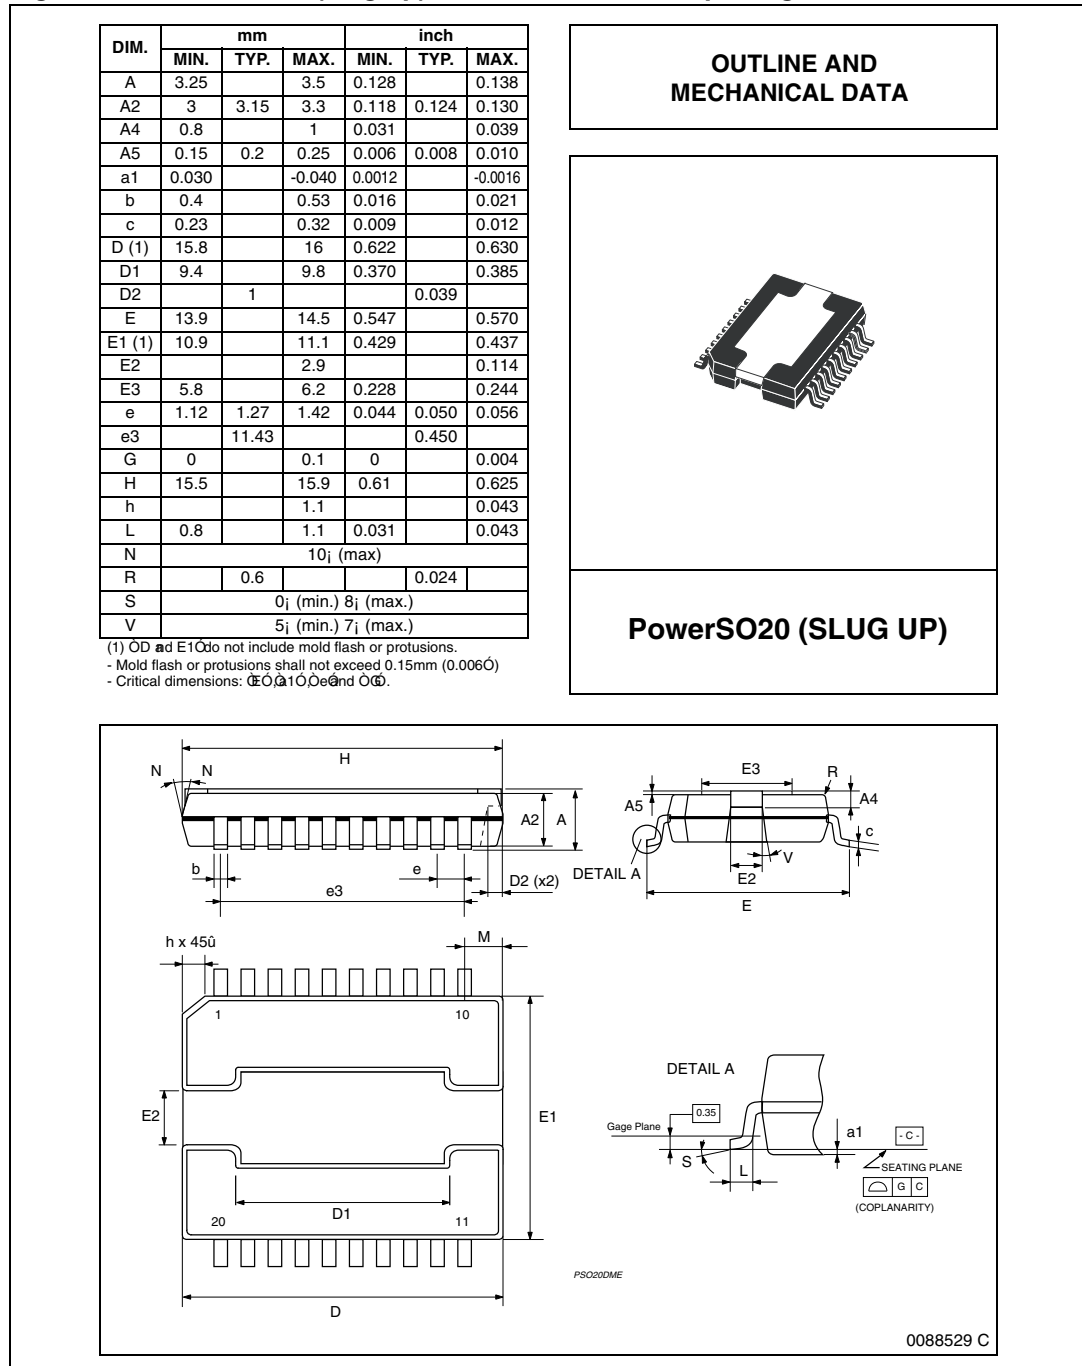 DIM. mm inch
MIN. TYP. MAX. MIN. TYP. MAX.
A 3.25 3.5 0.128 0.138
A2 3 3.15 3.3 0.118 0.124 0.130
A4 0.8 1 0.031 0.039
A5 0.15 0.2 0.25 0.006 0.008 0.010
a1 0.030 -0.040 0.0012 -0.0016
b 0.4 0.53 0.016 0.021
c 0.23 0.32 0.009 0.012
D (1) 15.8 16 0.622 0.630
D1 9.4 9.8 0.370 0.385
D2 1 0.039
E 13.9 14.5 0.547 0.570
E1 (1) 10.9 11.1 0.429 0.437
E2 2.9 0.114
E3 5.8 6.2 0.228 0.244
e 1.12 1.27 1.42 0.044 0.050 0.056
e3 11.43 0.450
G 0 0.1 0 0.004
H 15.5 15.9 0.61 0.625
h 1.1 0.043
L 0.8 1.1 0.031 0.043
N 10¡ (max)
R 0.6 0.024
S 0¡ (min.) 8¡ (max.)
V 5¡ (min.) 7¡ (max.)
(1) ÒD and E1Ó do not include mold flash or protusions.
- Mold flash or protusions shall not exceed 0.15mm (0.006Ó)
- Critical dimensions: ÒEÓ, Òa1Ó, ÒeÓ and ÒGÓ.
OUTLINE AND
MECHANICAL DATA
PowerSO20 (SLUG UP)
H
N N
A2 A
b e
e3
D2 (x2)
E3 R
A5 A4
c
V
DETAIL A
E2
E
h x 45û
M
1 10
E2 E1
D1
20 11
D
DETAIL A
0.35
Gage Plane
a1
- C -
S L
SEATING PLANE
G C
(COPLANARITY)
PSO20DME
0088529 C